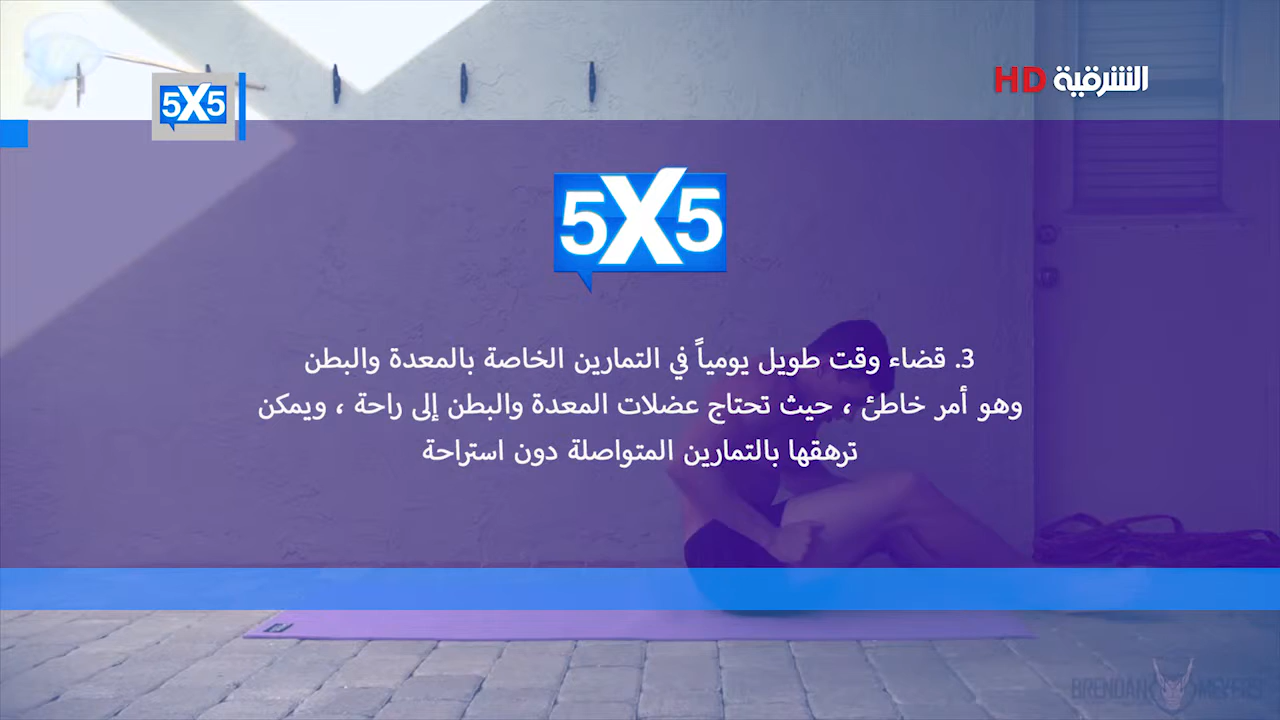 الشرقية HD
5X5
5X5
3. قضاء وقت طويل يومياً في التمارين الخاصة بالمعدة والبطن
وهو أمر خاطئ ، حيث تحتاج عضلات المعدة والبطن إلى راحة ، ويمكن
ترهقها بالتمارين المتواصلة دون استراحة
BRENDAN MEYERS